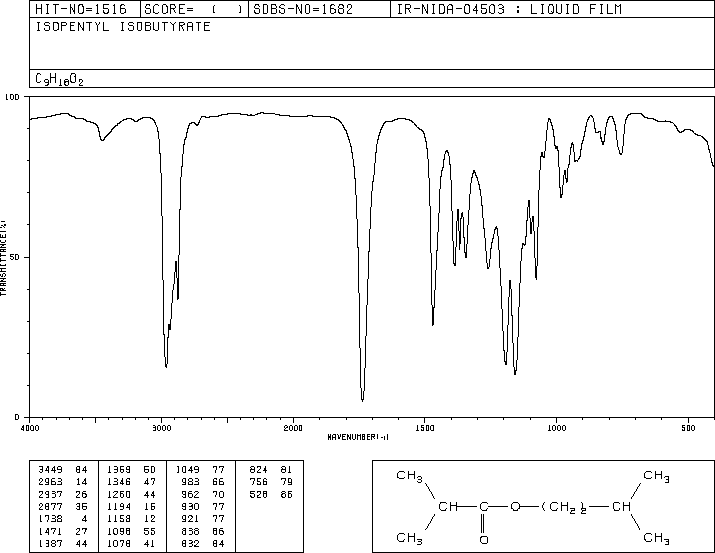 HIT-NO=1516 SCORE= ( ) SDBS-NO=1682 IR-NIDA-04503 : LIQUID FILM
ISOPENTYL ISOBUTYRATE
C9H18O2
100
50
0
TRANSMITTANCE(%)
4000 3000 2000 1500 1000 500
WAVENUMBER(-1)
3449 84 1369 50 1049 77 824 81
2963 14 1346 47 983 66 756 79
2937 26 1260 44 962 70 528 86
2877 35 1194 15 930 77
1738 4 1158 12 921 77
1471 27 1098 55 838 86
1387 44 1078 41 832 84
CH3 CH3
CH C O (CH2)2 CH
CH3 O CH3